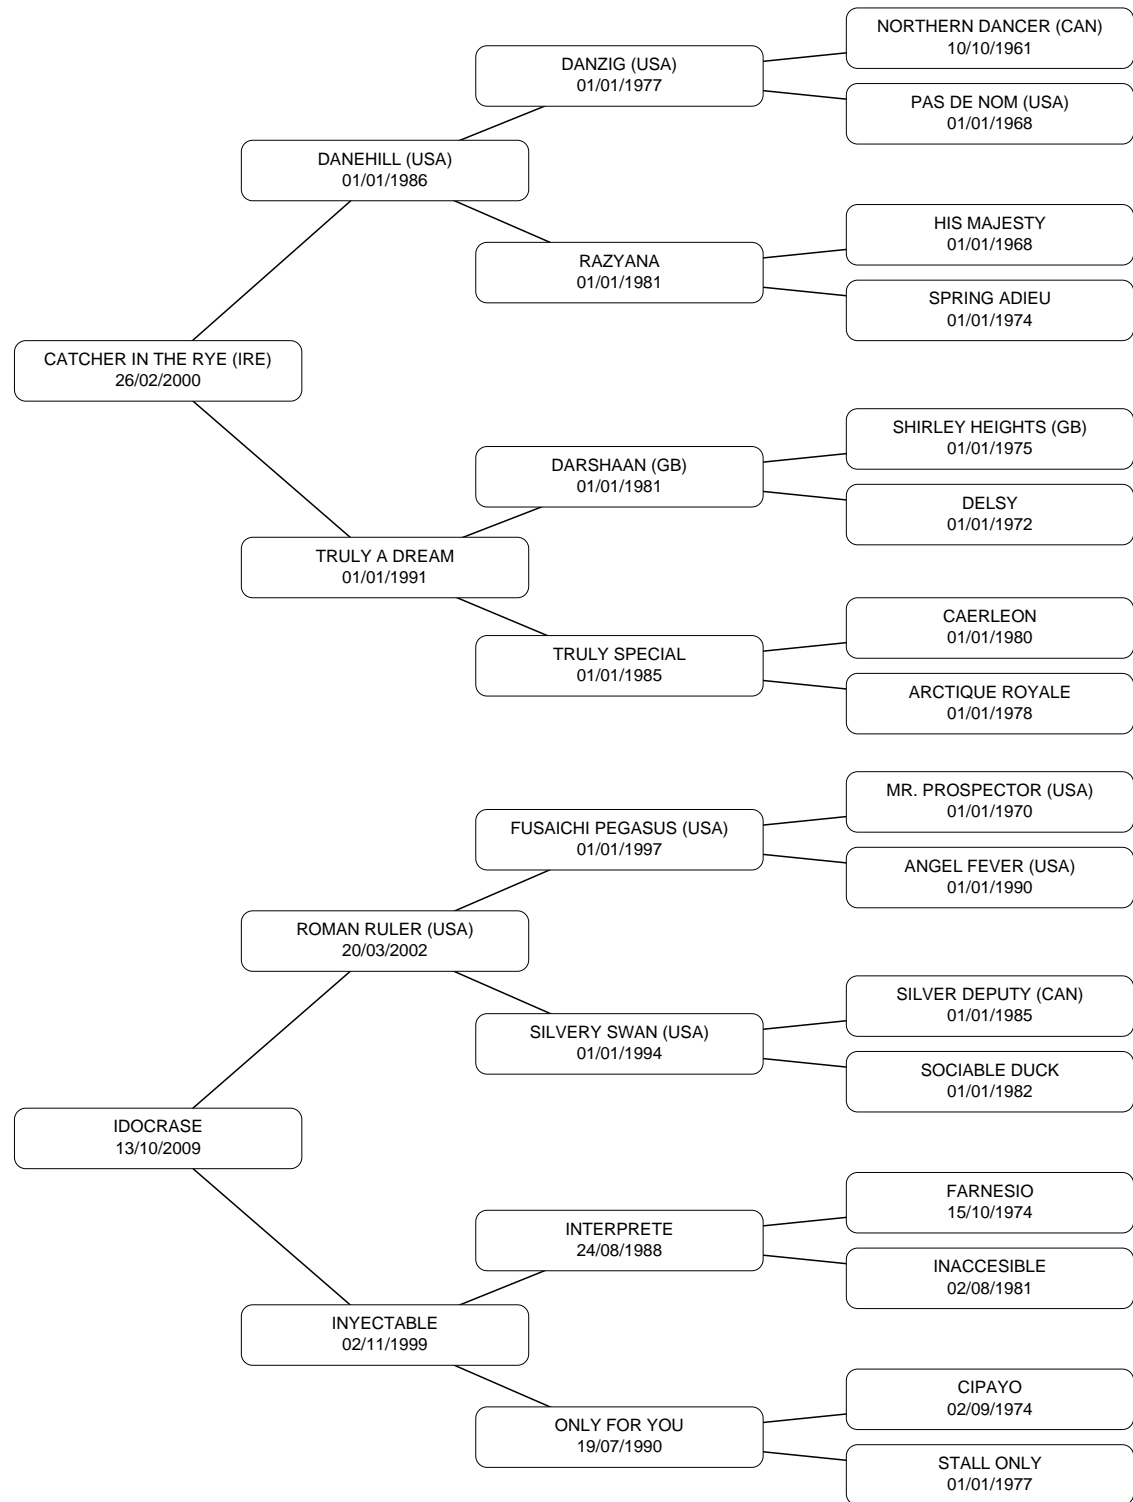 NORTHERN DANCER (CAN)
10/10/1961
DANZIG (USA)
01/01/1977
PAS DE NOM (USA)
01/01/1968
DANEHILL (USA)
01/01/1986
HIS MAJESTY
01/01/1968
RAZYANA
01/01/1981
SPRING ADIEU
01/01/1974
CATCHER IN THE RYE (IRE)
26/02/2000
SHIRLEY HEIGHTS (GB)
01/01/1975
DARSHAAN (GB)
01/01/1981
DELSY
01/01/1972
TRULY A DREAM
01/01/1991
CAERLEON
01/01/1980
TRULY SPECIAL
01/01/1985
ARCTIQUE ROYALE
01/01/1978
MR. PROSPECTOR (USA)
01/01/1970
FUSAICHI PEGASUS (USA)
01/01/1997
ANGEL FEVER (USA)
01/01/1990
ROMAN RULER (USA)
20/03/2002
SILVER DEPUTY (CAN)
01/01/1985
SILVERY SWAN (USA)
01/01/1994
SOCIABLE DUCK
01/01/1982
IDOCRASE
13/10/2009
FARNESIO
15/10/1974
INTERPRETE
24/08/1988
INACCESIBLE
02/08/1981
INYECTABLE
02/11/1999
CIPAYO
02/09/1974
ONLY FOR YOU
19/07/1990
STALL ONLY
01/01/1977